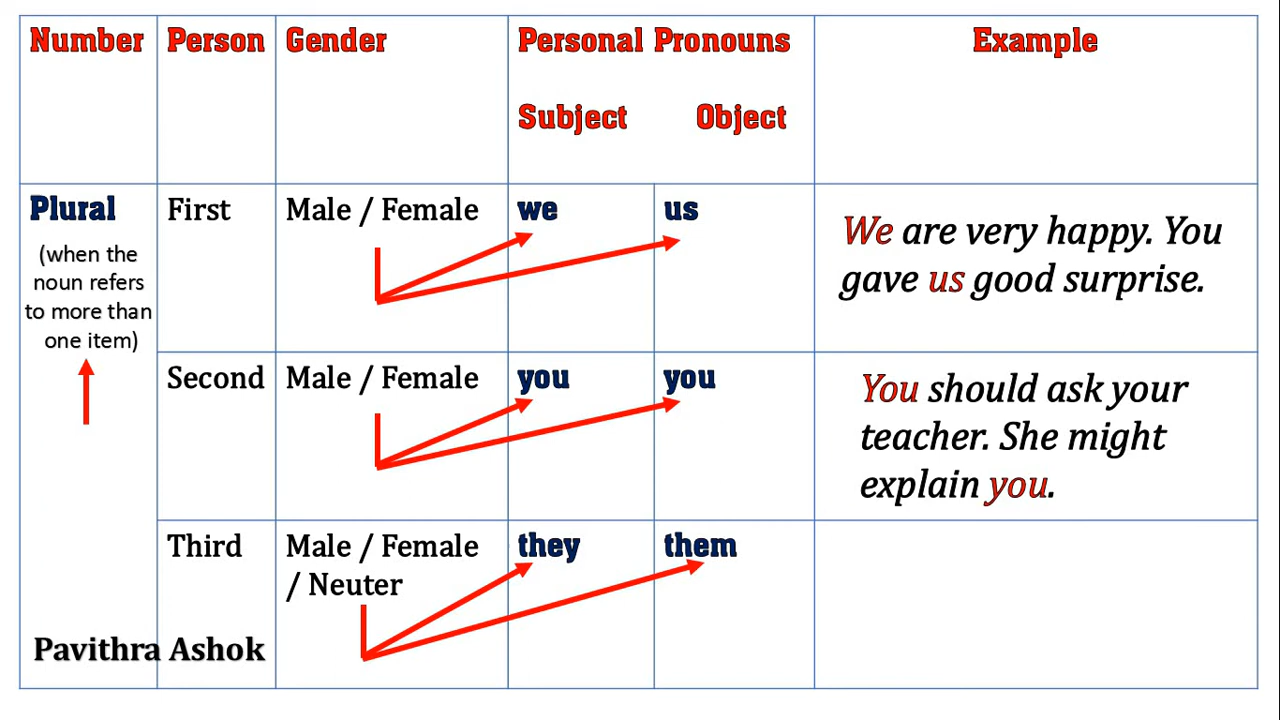 Number Person Gender Personal Pronouns Example
Subject Object
Plural First Male / Female we us
(when the
noun refers
to more than
one item)
We are very happy. You
gave us good surprise.
Second Male / Female you you
You should ask your
teacher. She might
explain you.
Third Male / Female they them
/ Neuter
Pavithra Ashok